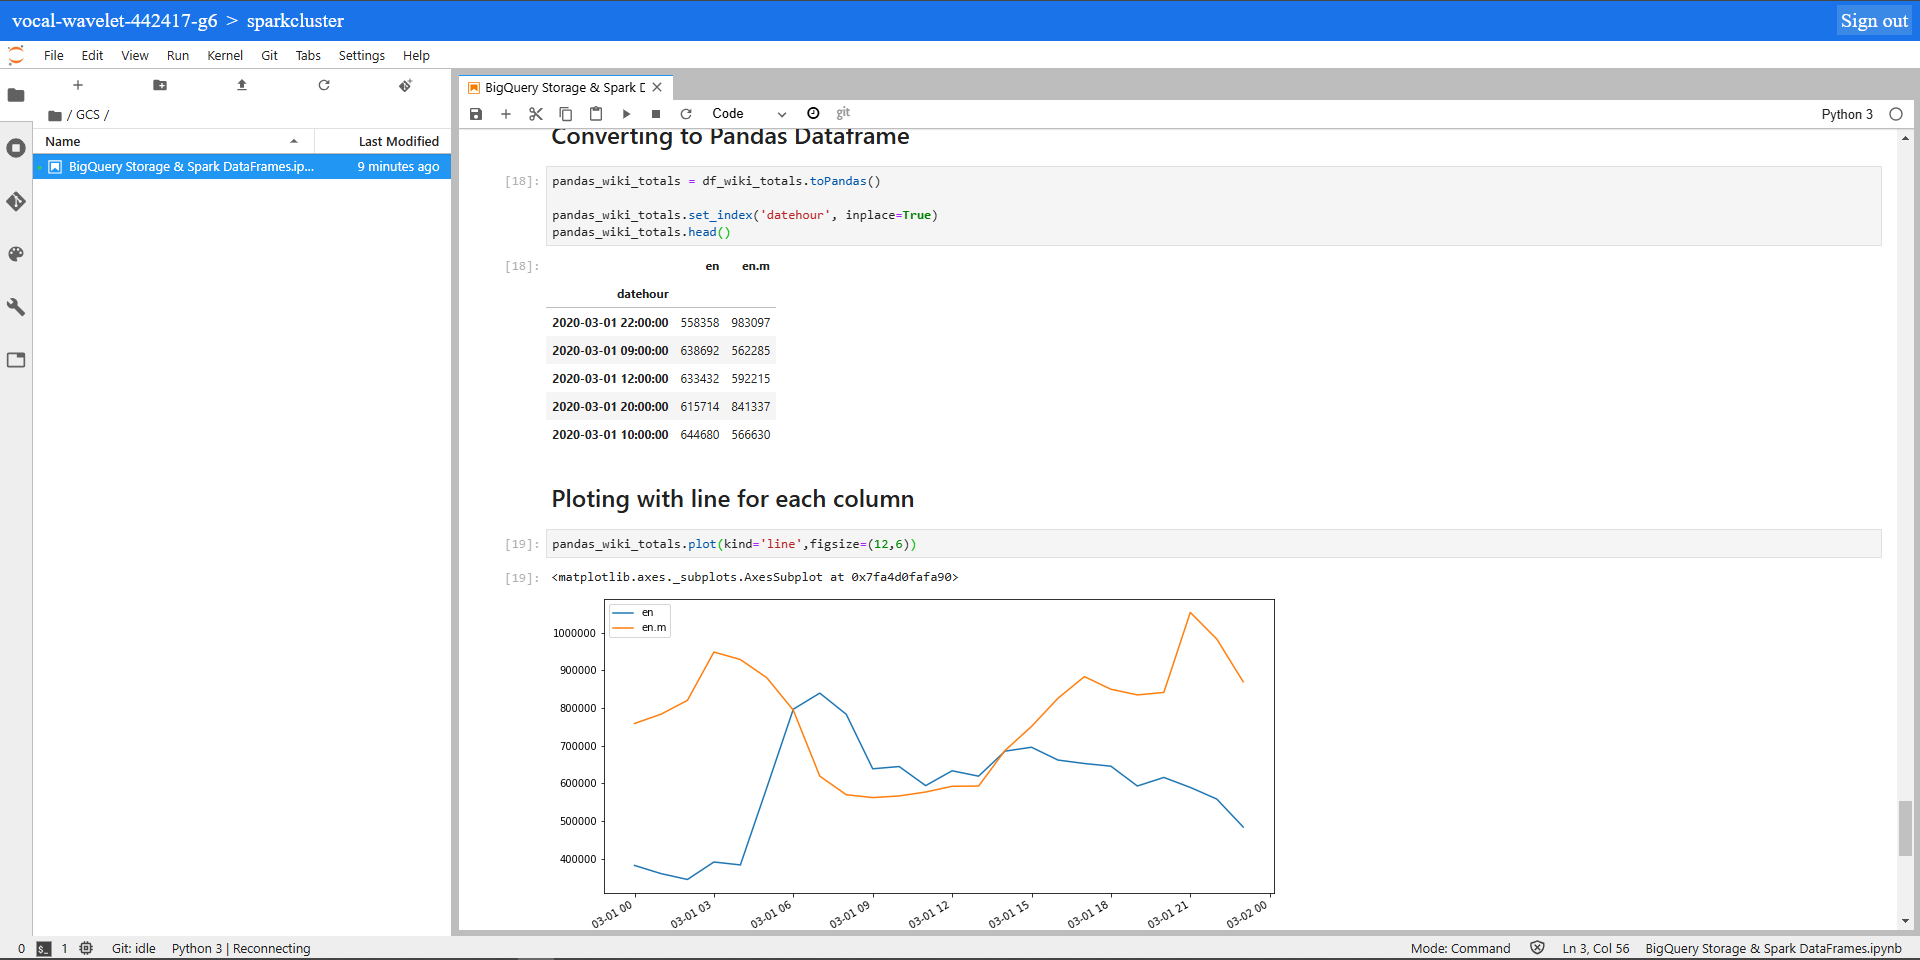 vocal-wavelet-442417-g6 > sparkcluster
Sign out
File Edit View Run Kernel Git Tabs Settings Help
/ GCS /
Name Last Modified
BigQuery Storage & Spark DataFrames.ip... 9 minutes ago
BigQuery Storage & Spark D
Code
git
Python 3
Converting to Pandas Dataframe
[18]: pandas_wiki_totals = df_wiki_totals.toPandas()
pandas_wiki_totals.set_index('datehour', inplace=True)
pandas_wiki_totals.head()
[18]: en en.m
datehour
2020-03-01 22:00:00 558358 983097
2020-03-01 09:00:00 638692 562285
2020-03-01 12:00:00 633432 592215
2020-03-01 20:00:00 615714 841337
2020-03-01 10:00:00 644680 566630
Ploting with line for each column
[19]: pandas_wiki_totals.plot(kind='line',figsize=(12,6))
[19]: <matplotlib.axes._subplots.AxesSubplot at 0x7fa4d0fafa90>
en
en.m
1000000
900000
800000
700000
600000
500000
400000
03-01 00 03-01 03 03-01 06 03-01 09 03-01 12 03-01 15 03-01 18 03-01 21 03-02 00
0 $_ 1 Git: idle Python 3 | Reconnecting
Mode: Command Ln 3, Col 56 BigQuery Storage & Spark DataFrames.ipynb